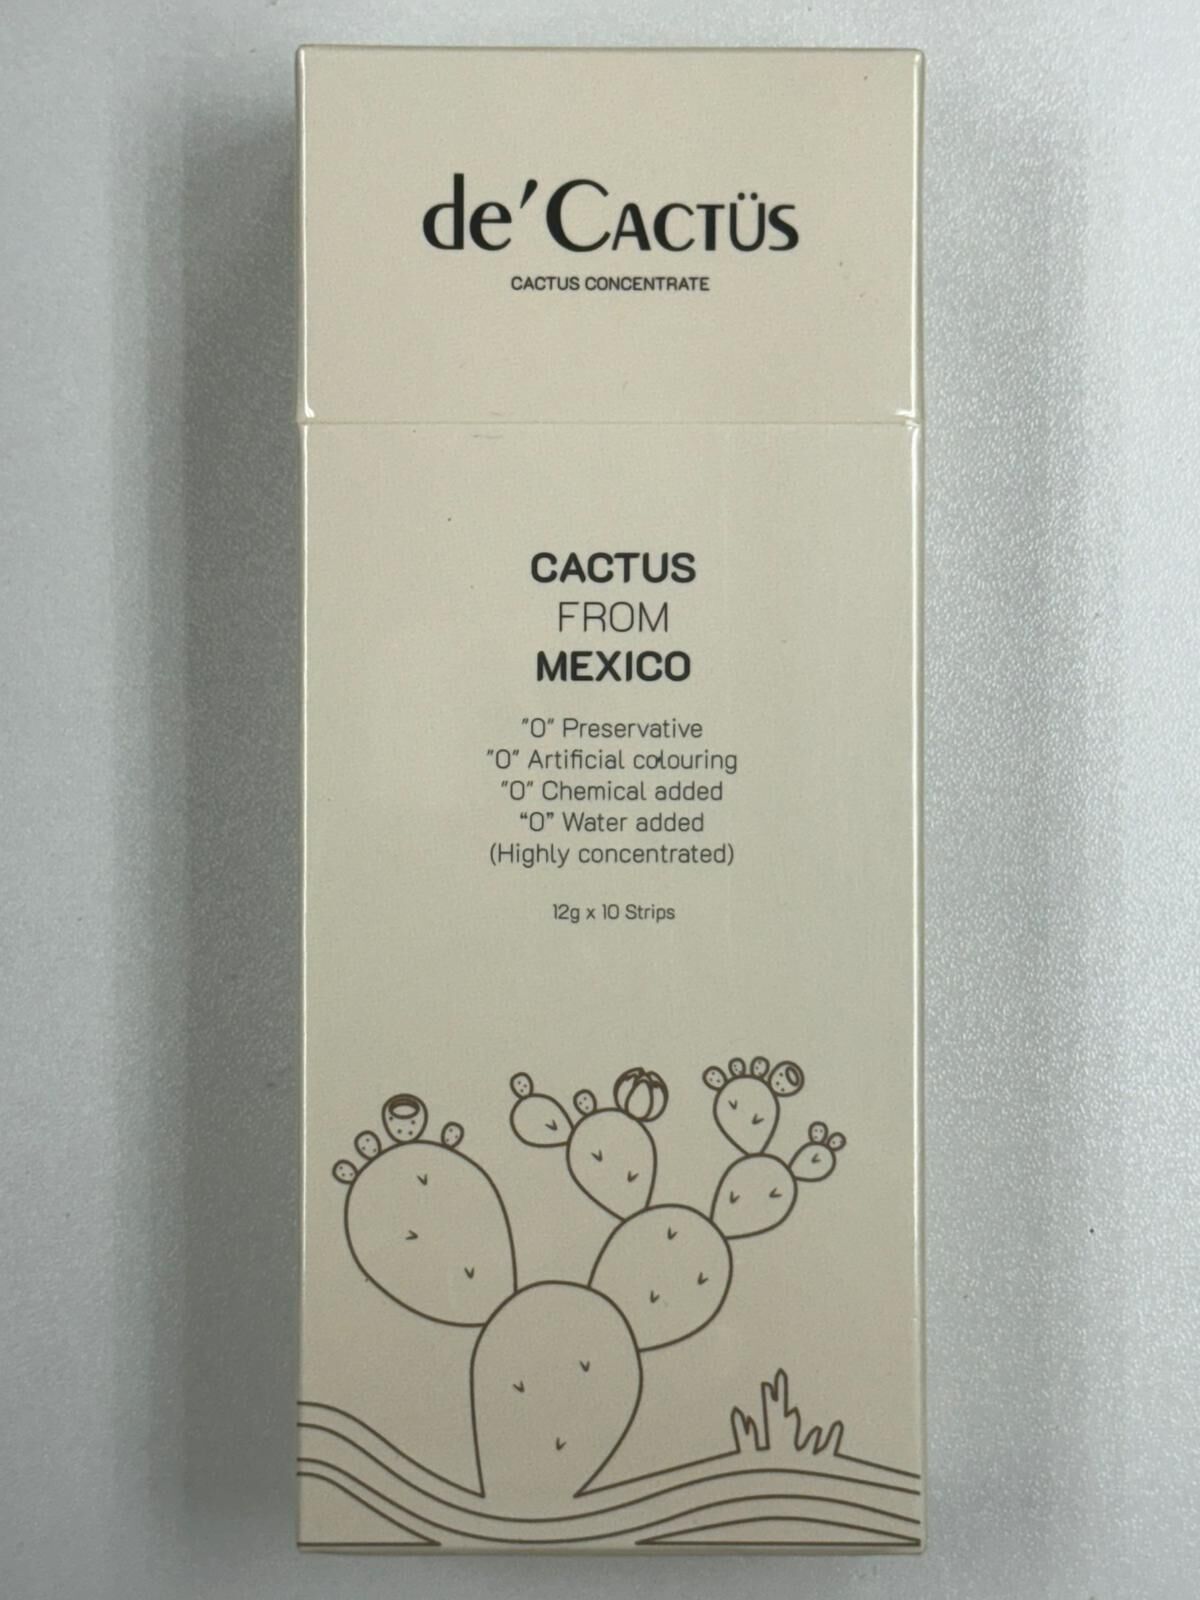 de'CACTÜS
CACTUS CONCENTRATE
CACTUS
FROM
MEXICO
"0" Preservative
"0" Artificial colouring
"0" Chemical added
“0” Water added
(Highly concentrated)
12g x 10 Strips